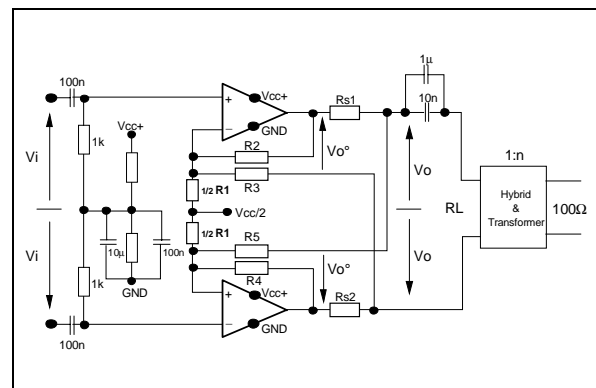 1µ
100n
Vcc+
Rs1
10n
GND
Vcc+
R2
Vo°
1:n
1k
Vi
R3
Vo
1/2 R1
Hybrid
&
Transformer
100Ω
Vcc/2
RL
1/2 R1
R5
Vi
10µ
100n
R4
Vo°
Vo
1k
GND
Vcc+
Rs2
GND
100n
+
−
+
−